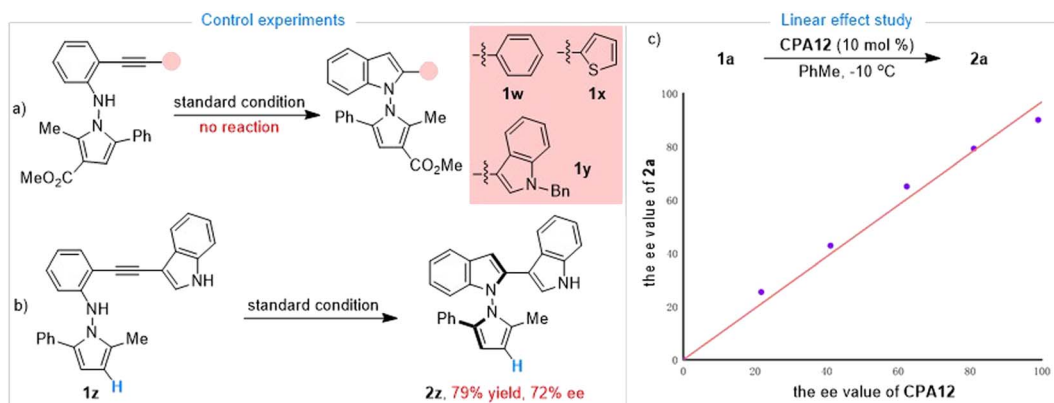 Control experiments
Linear effect study
a)
NH
N
Me
Ph
MeO₂C
standard condition
no reaction
N
N
Ph
Me
CO₂Me
1w
S
1x
N
Bn
1y
b)
NH
HN
N
Ph
Me
H
1z
standard condition
N
NH
N
Ph
Me
H
2z, 79% yield, 72% ee
c)
1a
CPA12 (10 mol %)
PhMe, -10 °C
2a
the ee value of 2a
100
80
60
40
20
0
0 20 40 60 80 100
the ee value of CPA12